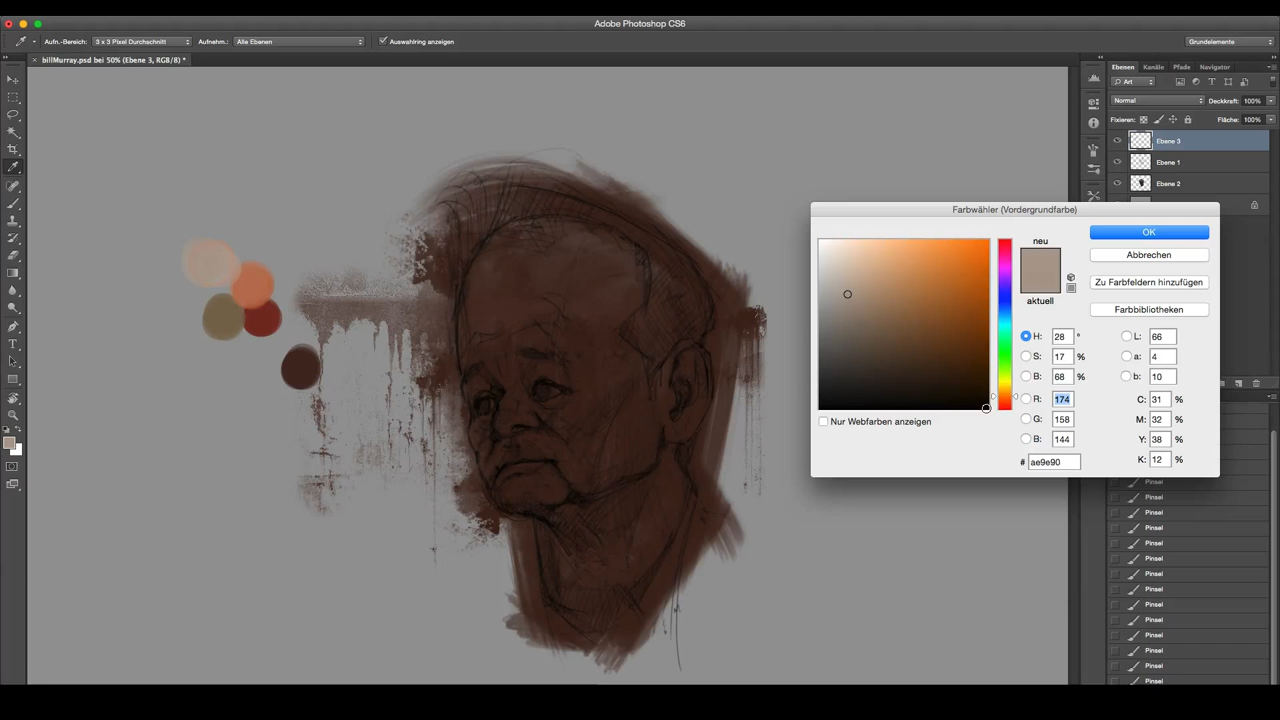 Adobe Photoshop CS6
Aufn.-Bereich: 3 x 3 Pixel Durchschnitt Aufnehm.: Alle Ebenen Auswahlring anzeigen Grundelemente
billMurray.psd bei 50% (Ebene 3, RGB/8) *
Ebenen Kanäle Pfade Navigator
Art
Normal Deckkraft: 100%
Fixieren: Fläche: 100%
Ebene 3
Ebene 1
Ebene 2
Farbwähler (Vordergrundfarbe)
neu
aktuell
OK
Abbrechen
Zu Farbfeldern hinzufügen
Farbbibliotheken
H: 28 ° L: 66
S: 17 % a: 4
B: 68 % b: 10
R: 174 C: 31 %
G: 158 M: 32 %
B: 144 Y: 38 %
# ae9e90 K: 12 %
Nur Webfarben anzeigen
Pinsel
Pinsel
Pinsel
Pinsel
Pinsel
Pinsel
Pinsel
Pinsel
Pinsel
Pinsel
Pinsel
Pinsel
Pinsel
Pinsel